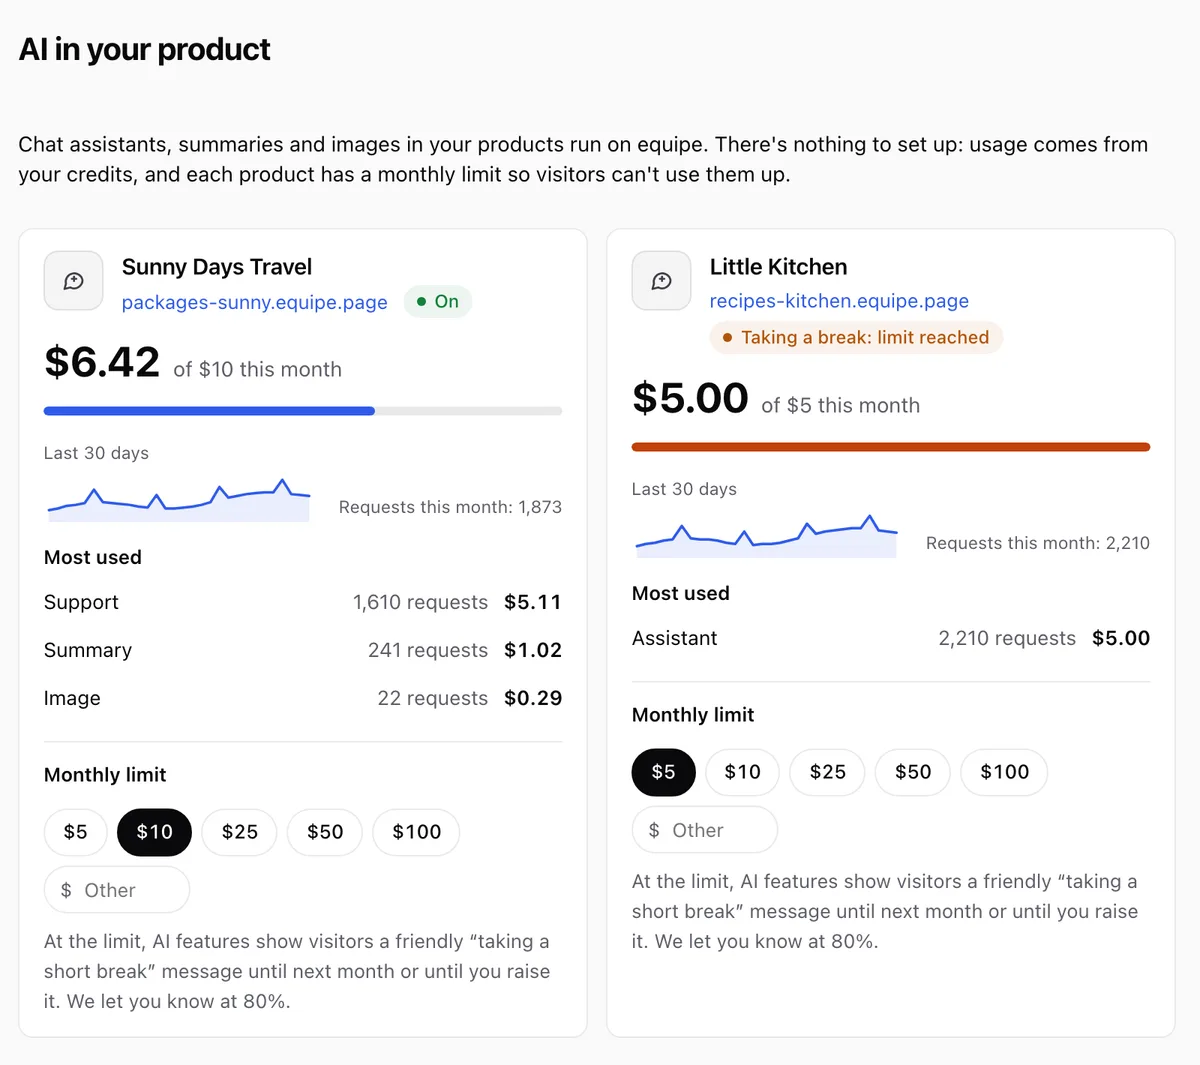 AI in your product
Chat assistants, summaries and images in your products run on equipe. There's nothing to set up: usage comes from
your credits, and each product has a monthly limit so visitors can't use them up.
Sunny Days Travel
packages-sunny.equipe.page
On
$6.42 of $10 this month
Last 30 days
Requests this month: 1,873
Most used
Support 1,610 requests $5.11
Summary 241 requests $1.02
Image 22 requests $0.29
Monthly limit
$5 $10 $25 $50 $100
$ Other
At the limit, AI features show visitors a friendly “taking a
short break” message until next month or until you raise
it. We let you know at 80%.
Little Kitchen
recipes-kitchen.equipe.page
Taking a break: limit reached
$5.00 of $5 this month
Last 30 days
Requests this month: 2,210
Most used
Assistant 2,210 requests $5.00
Monthly limit
$5 $10 $25 $50 $100
$ Other
At the limit, AI features show visitors a friendly “taking a
short break” message until next month or until you raise
it. We let you know at 80%.